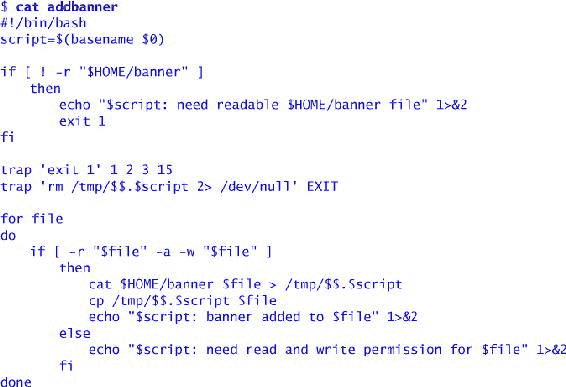 $ cat addbanner
#!/bin/bash
script=$(basename $0)
if [ ! -r "$HOME/banner" ]
then
echo "$script: need readable $HOME/banner file" 1>&2
exit 1
fi
trap 'exit 1' 1 2 3 15
trap 'rm /tmp/$$.$script 2> /dev/null' EXIT
for file
do
if [ -r "$file" -a -w "$file" ]
then
cat $HOME/banner $file > /tmp/$$.$script
cp /tmp/$$.$script $file
echo "$script: banner added to $file" 1>&2
else
echo "$script: need read and write permission for $file" 1>&2
fi
done